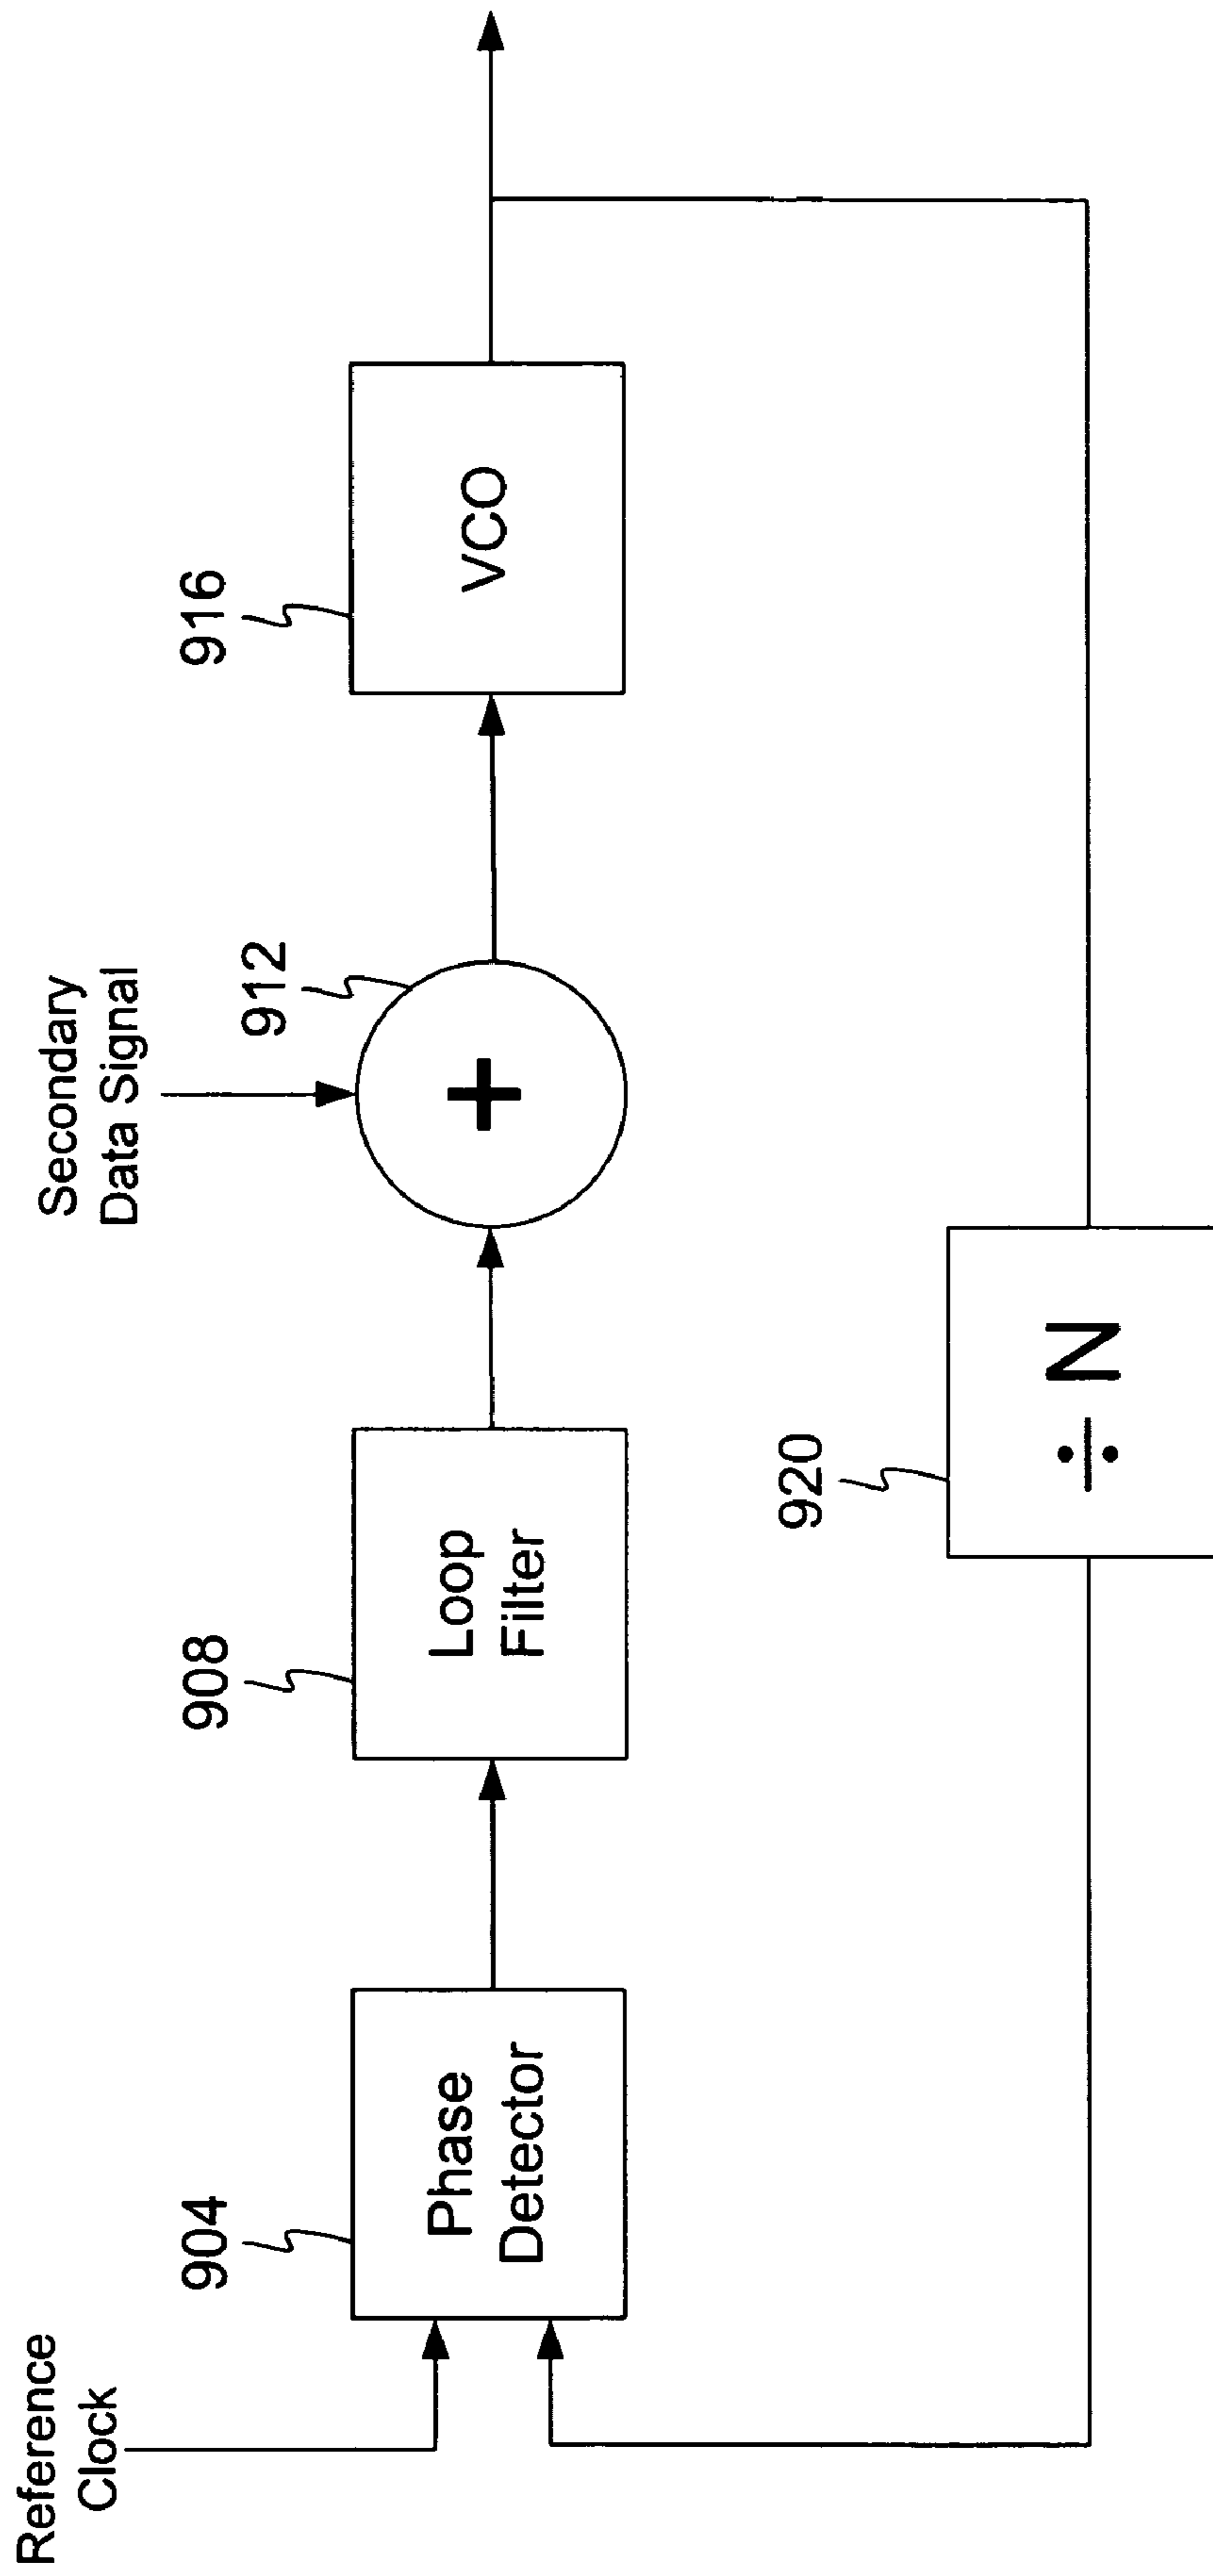 Reference
Clock
904
Phase
Detector
908
Loop
Filter
Secondary
Data Signal
912
+
916
VCO
920
÷ N